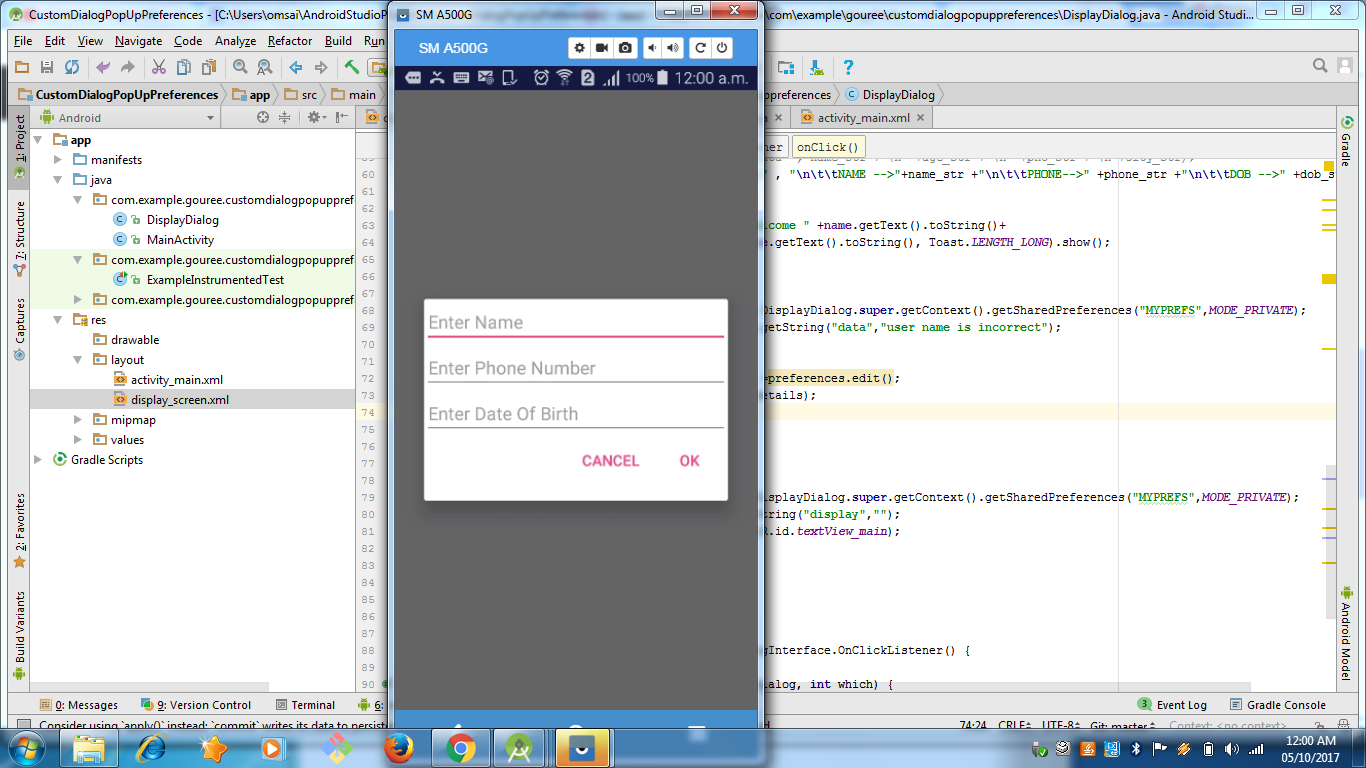 CustomDialogPopUpPreferences - [C:\Users\omsai\AndroidStudioP
SM A500G
\com\example\gouree\customdialogpopuppreferences\DisplayDialog.java - Android Studi...
File Edit View Navigate Code Analyze Refactor Build Run
SM A500G
2 100% 12:00 a.m.
CustomDialogPopUpPreferences app src main
preferences DisplayDialog
Android
activity_main.xml
1: Project
7: Structure
Captures
2: Favorites
Build Variants
app
manifests
java
com.example.gouree.customdialogpopuppref
DisplayDialog
MainActivity
com.example.gouree.customdialogpopuppref
ExampleInstrumentedTest
com.example.gouree.customdialogpopuppref
res
drawable
layout
activity_main.xml
display_screen.xml
mipmap
values
Gradle Scripts
Enter Name
Enter Phone Number
Enter Date Of Birth
CANCEL OK
her onClick()
60 " , "\n\t\tNAME -->"+name_str +"\n\t\tPHONE-->" +phone_str +"\n\t\tDOB -->" +dob_s
61
62
63 lcome " +name.getText().toString()+
64 e.getText().toString(), Toast.LENGTH_LONG).show();
65
66
67
68 DisplayDialog.super.getContext().getSharedPreferences("MYPREFS",MODE_PRIVATE);
69 getString("data","user name is incorrect");
70
71
72 =preferences.edit();
73 etails);
74
75
76
77
78
79 isplayDialog.super.getContext().getSharedPreferences("MYPREFS",MODE_PRIVATE);
80 tring("display","");
81 R.id.textView_main);
82
83
84
85
86
87
88 gInterface.OnClickListener() {
89
90 ialog, int which) {
Gradle
Android Model
0: Messages 9: Version Control Terminal 6:
3 Event Log Gradle Console
Consider using `apply()` instead; `commit` writes its data to persiste
74:24 CRLF UTF-8 Git: master Context: <no context>
12:00 AM
05/10/2017